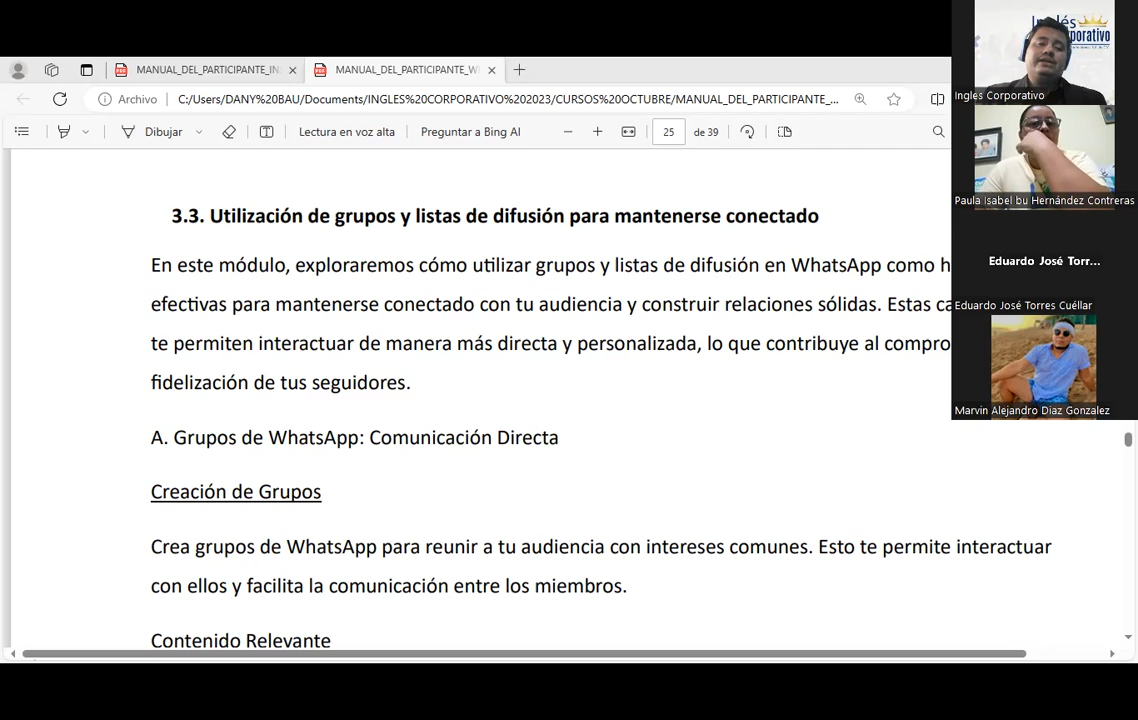 MANUAL_DEL_PARTICIPANTE_IN
MANUAL_DEL_PARTICIPANTE_W
Archivo
C:/Users/DANY%20BAU/Documents/INGLES%20CORPORATIVO%202023/CURSOS%20OCTUBRE/MANUAL_DEL_PARTICIPANTE_...
Dibujar
Lectura en voz alta
Preguntar a Bing AI
25
de 39
3.3. Utilización de grupos y listas de difusión para mantenerse conectado
En este módulo, exploraremos cómo utilizar grupos y listas de difusión en WhatsApp como h
efectivas para mantenerse conectado con tu audiencia y construir relaciones sólidas. Estas ca
te permiten interactuar de manera más directa y personalizada, lo que contribuye al compro
fidelización de tus seguidores.
A. Grupos de WhatsApp: Comunicación Directa
Creación de Grupos
Crea grupos de WhatsApp para reunir a tu audiencia con intereses comunes. Esto te permite interactuar
con ellos y facilita la comunicación entre los miembros.
Contenido Relevante
Ingles Corporativo
Paula Isabel bu Hernández Contreras
Eduardo José Torr...
Eduardo José Torres Cuéllar
Marvin Alejandro Diaz Gonzalez